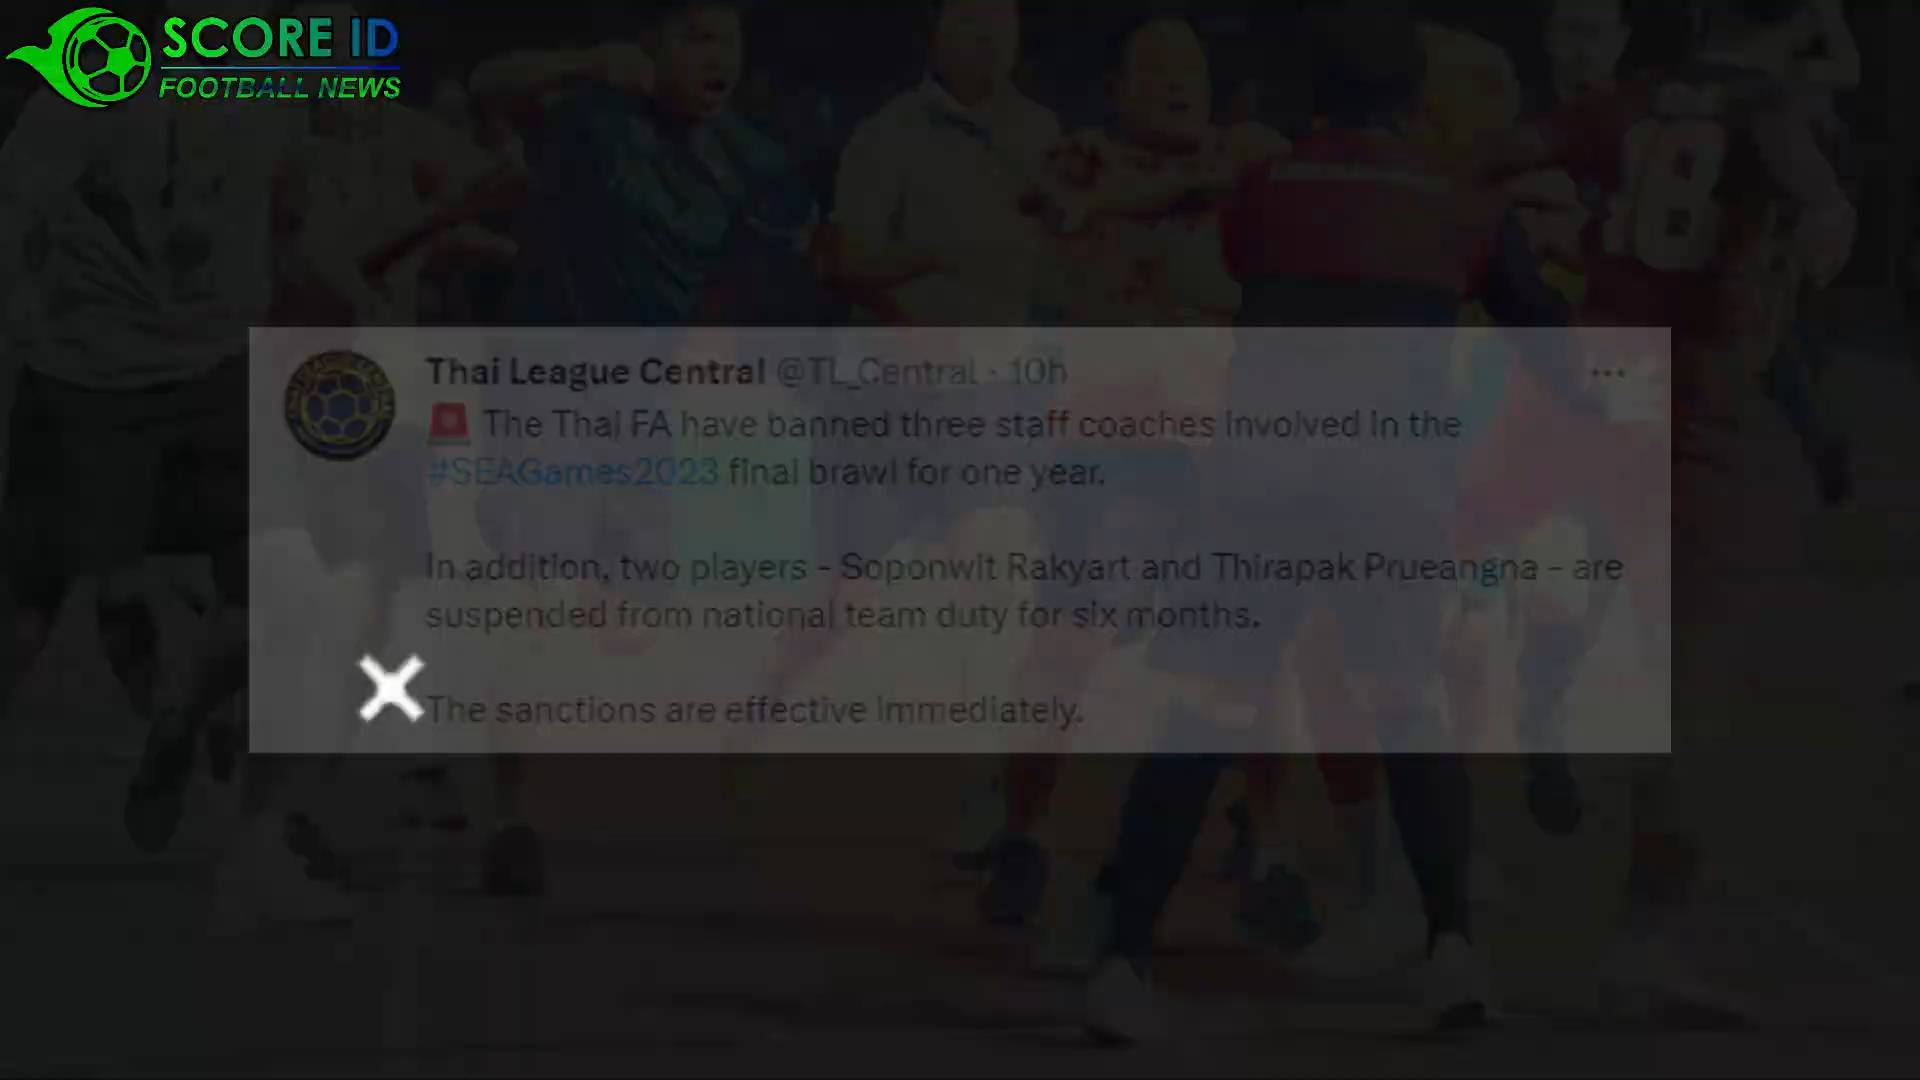 SCORE ID
FOOTBALL NEWS
8
Thai League Central @TL_Central · 10h
The Thai FA have banned three staff coaches involved in the
#SEAGames2023 final brawl for one year.
In addition, two players - Soponwit Rakyart and Thirapak Prueangna - are
suspended from national team duty for six months.
The sanctions are effective immediately.